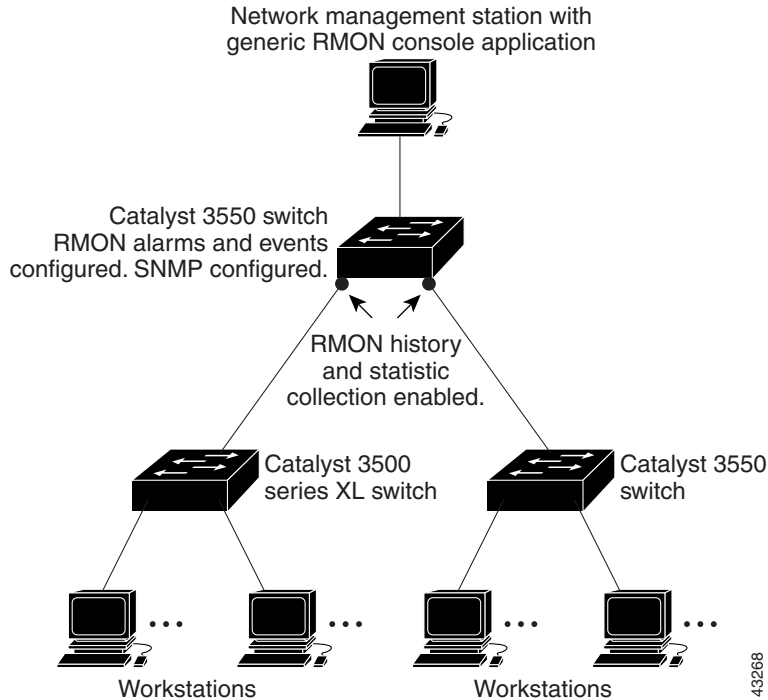 Network management station with
generic RMON console application
Catalyst 3550 switch
RMON alarms and events
configured. SNMP configured.
RMON history
and statistic
collection enabled.
Catalyst 3500
series XL switch
Catalyst 3550
switch
Workstations
Workstations
43268